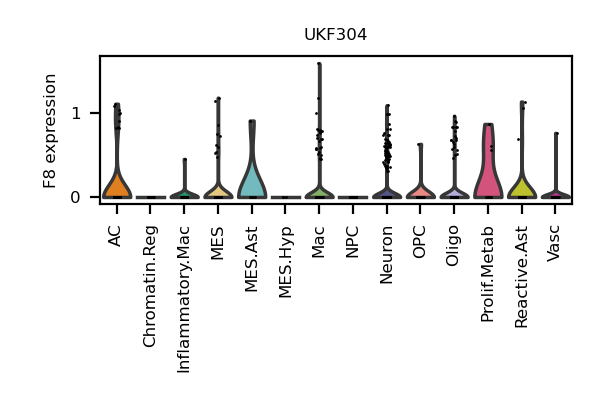 UKF304
F8 expression
1
0
AC
Chromatin.Reg
Inflammatory.Mac
MES
MES.Ast
MES.Hyp
Mac
NPC
Neuron
OPC
Oligo
Prolif.Metab
Reactive.Ast
Vasc